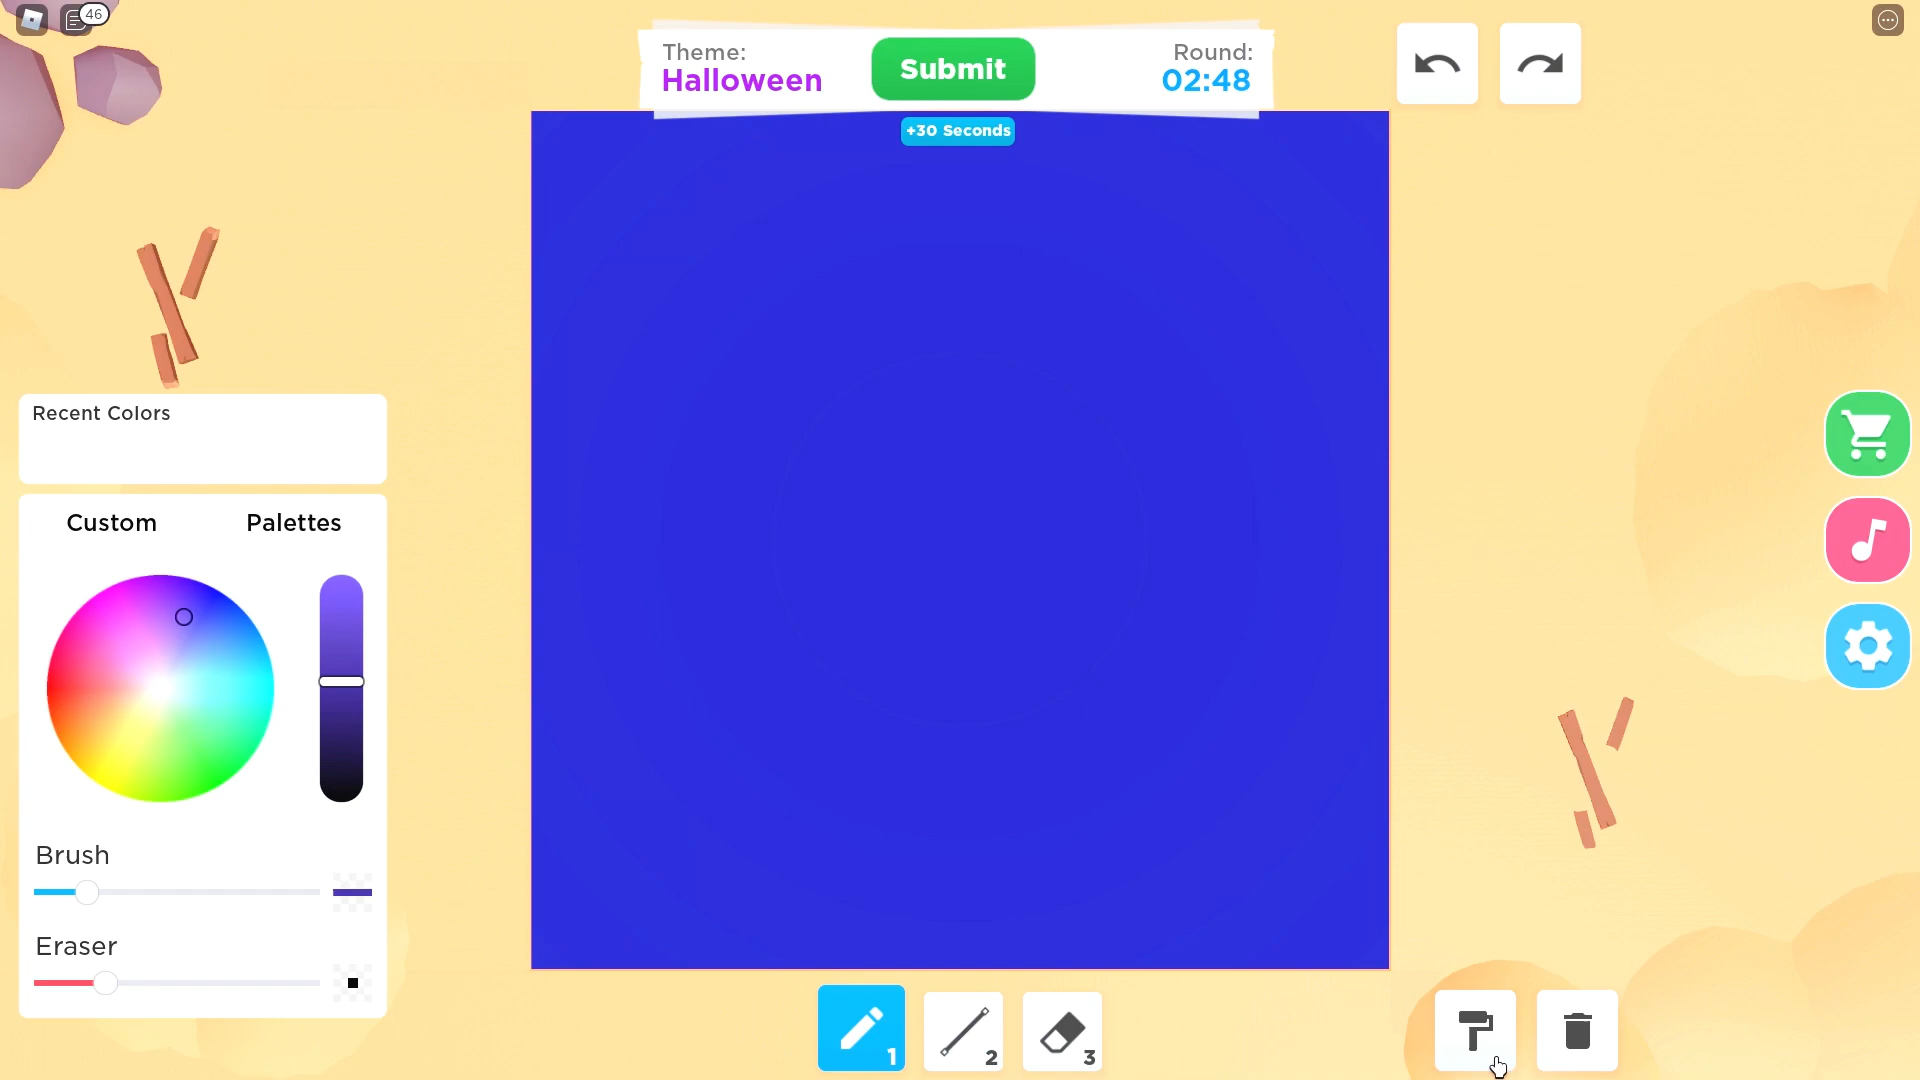 46
Theme:
Halloween
Submit
Round:
02:48
+30 Seconds
Recent Colors
Custom
Palettes
Brush
Eraser
1
2
3